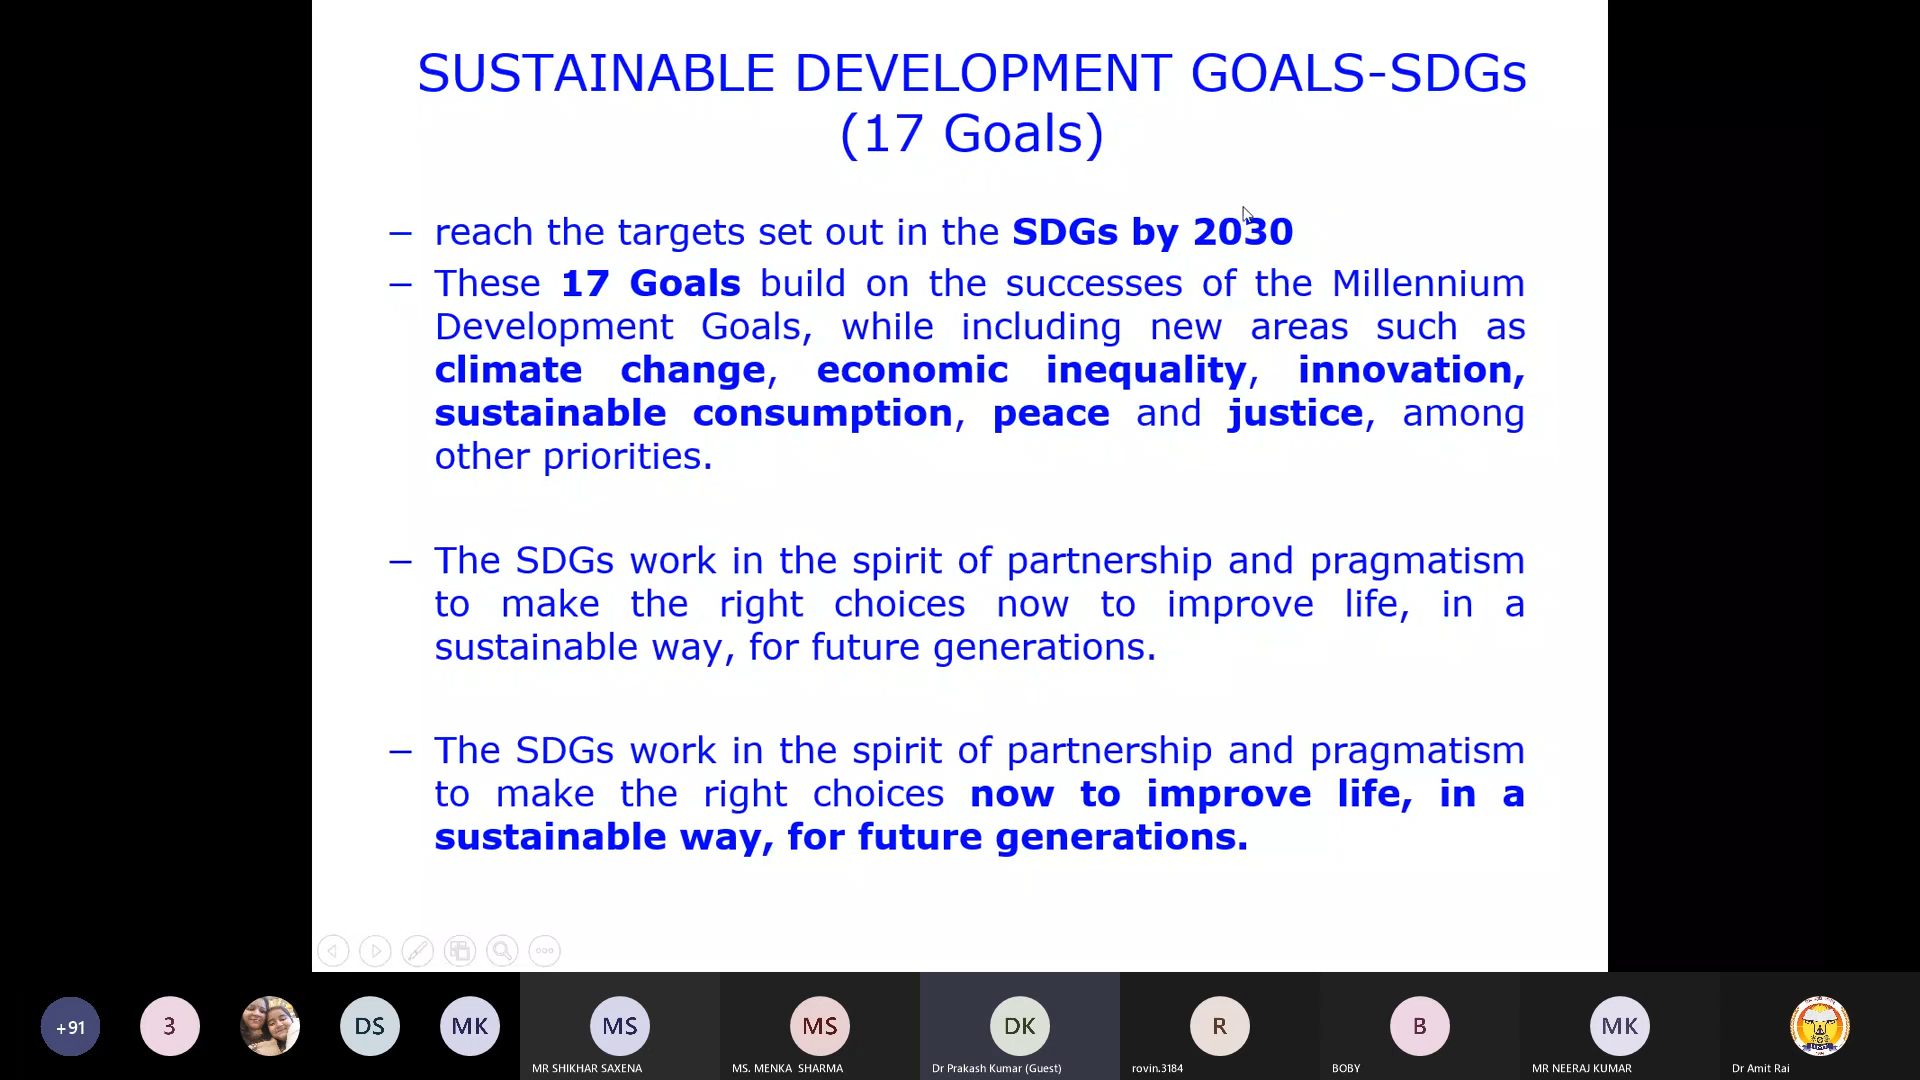 SUSTAINABLE DEVELOPMENT GOALS-SDGs
(17 Goals)
– reach the targets set out in the SDGs by 2030
– These 17 Goals build on the successes of the Millennium
Development Goals, while including new areas such as
climate change, economic inequality, innovation,
sustainable consumption, peace and justice, among
other priorities.
– The SDGs work in the spirit of partnership and pragmatism
to make the right choices now to improve life, in a
sustainable way, for future generations.
– The SDGs work in the spirit of partnership and pragmatism
to make the right choices now to improve life, in a
sustainable way, for future generations.
+91
3
DS
MK
MS
MS
DK
R
B
MK
MR SHIKHAR SAXENA
MS. MENKA SHARMA
Dr Prakash Kumar (Guest)
rovin.3184
BOBY
MR NEERAJ KUMAR
Dr Amit Rai